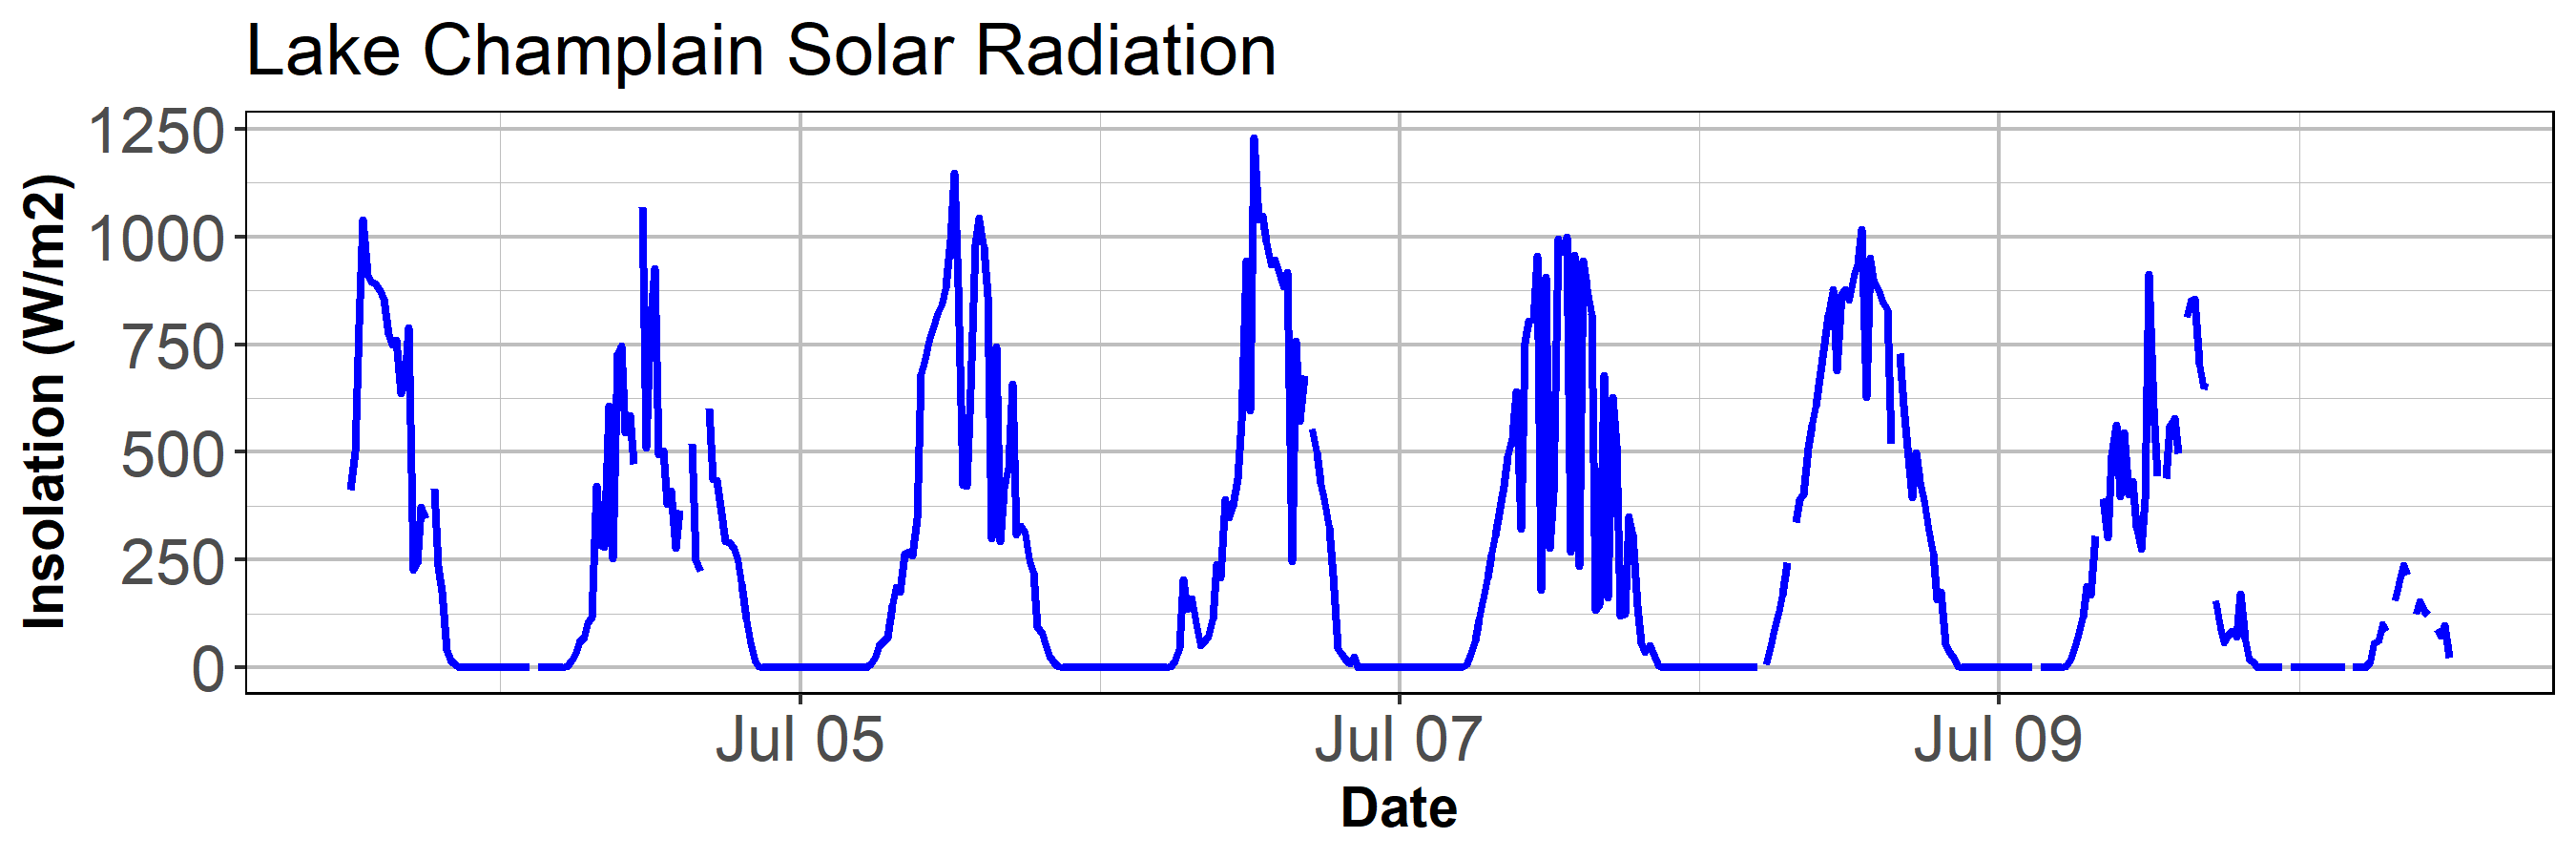 Lake Champlain Solar Radiation
1250
1000
750
500
250
0
Insolation (W/m2)
Jul 05
Jul 07
Jul 09
Date